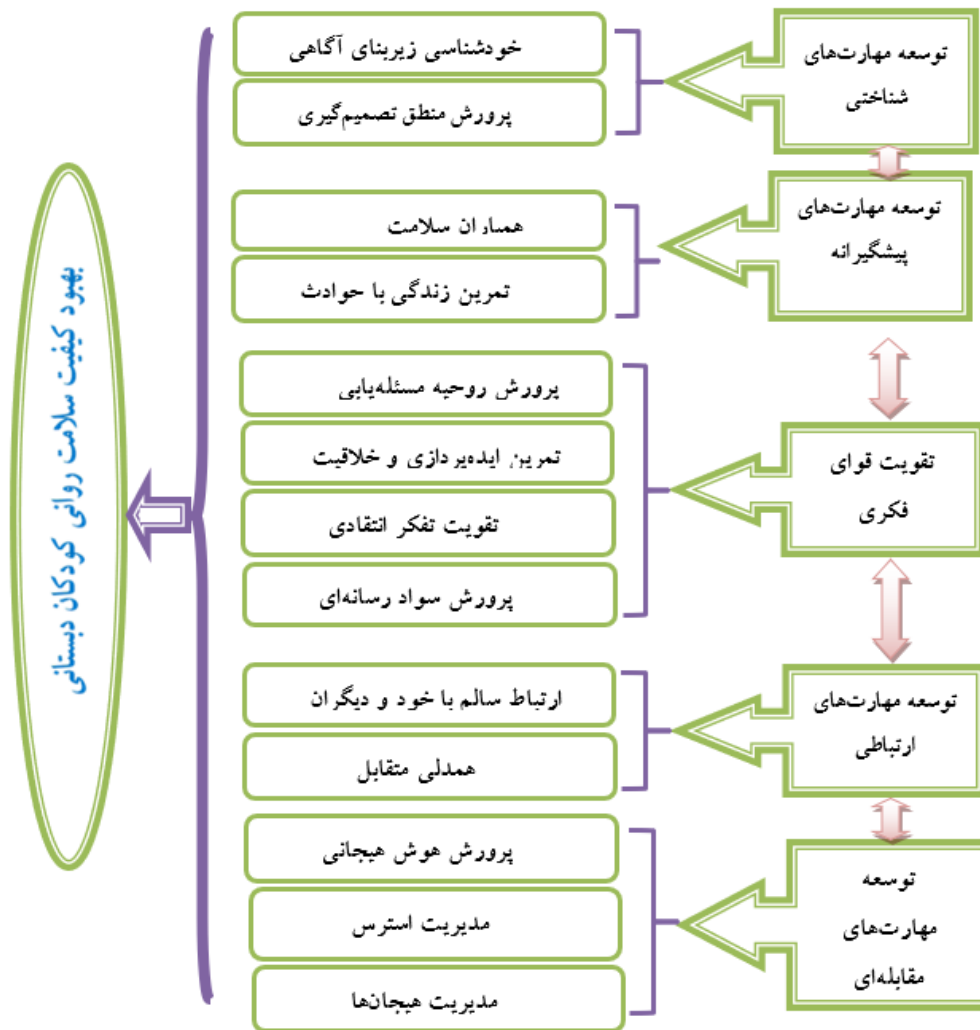 توسعه مهارت‌های
شناختی
خودشناسی زیربنای آگاهی
پرورش منطق تصمیم‌گیری
توسعه مهارت‌های
پیشگیرانه
همیاران سلامت
تمرین زندگی با حوادث
تقویت قوای
فکری
پرورش روحیه مسئله‌یابی
تمرین ایده‌پردازی و خلاقیت
تقویت تفکر انتقادی
پرورش سواد رسانه‌ای
توسعه مهارت‌های
ارتباطی
ارتباط سالم با خود و دیگران
همدلی متقابل
توسعه
مهارت‌های
مقابله‌ای
پرورش هوش هیجانی
مدیریت استرس
مدیریت هیجان‌ها
بهبود کیفیت سلامت روانی کودکان دبستانی